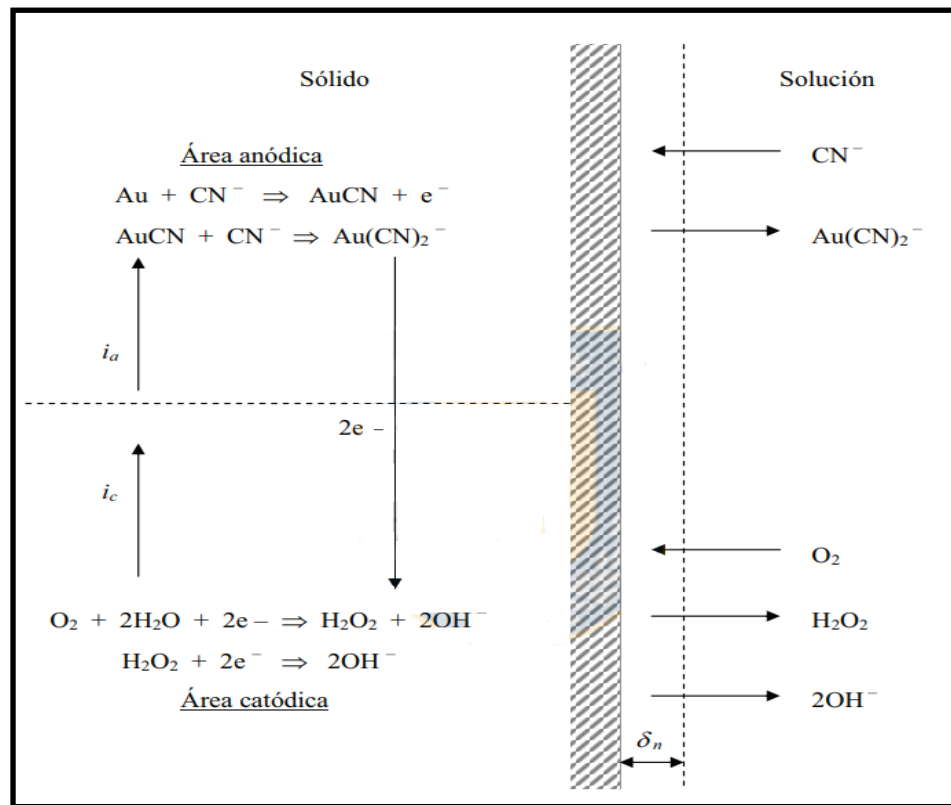 Sólido
Solución
Área anódica
CN⁻
Au + CN⁻ ⇒ AuCN + e⁻
AuCN + CN⁻ ⇒ Au(CN)₂⁻
Au(CN)₂⁻
iₐ
2e –
i꜀
O₂
O₂ + 2H₂O + 2e – ⇒ H₂O₂ + 2OH⁻
H₂O₂
H₂O₂ + 2e⁻ ⇒ 2OH⁻
Área catódica
2OH⁻
δₙ